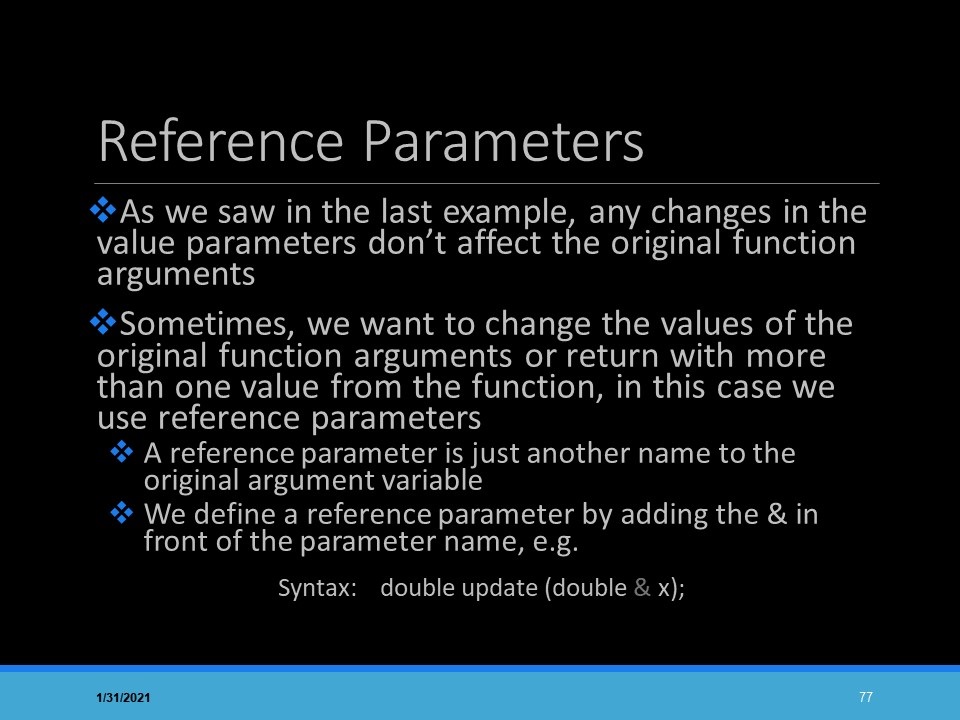 Reference Parameters
❖As we saw in the last example, any changes in the
value parameters don’t affect the original function
arguments
❖Sometimes, we want to change the values of the
original function arguments or return with more
than one value from the function, in this case we
use reference parameters
❖ A reference parameter is just another name to the
original argument variable
❖ We define a reference parameter by adding the & in
front of the parameter name, e.g.
Syntax: double update (double & x);
1/31/2021
77